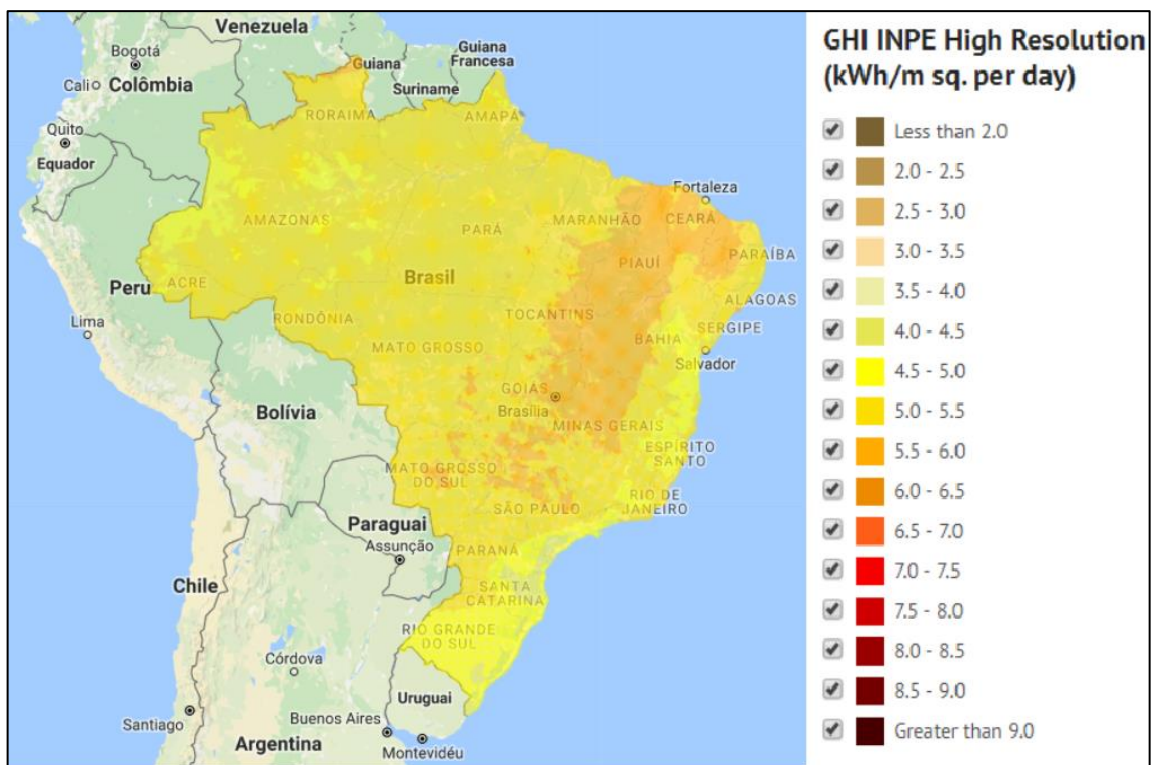 Venezuela
Bogotá
Guiana
Guiana
Francesa
Cali
Colômbia
Suriname
RORAIMA
AMAPÁ
Quito
Equador
Fortaleza
AMAZONAS
MARANHÃO
CEARÁ
PARÁ
PIAUÍ
PARAÍBA
Brasil
ACRE
Peru
ALAGOAS
TOCANTINS
RONDÔNIA
SERGIPE
BAHIA
Lima
MATO GROSSO
Salvador
GOIÁS
Brasília
Bolívia
MINAS GERAIS
ESPÍRITO
SANTO
MATO GROSSO
DO SUL
RIO DE
JANEIRO
SÃO PAULO
Paraguai
Assunção
PARANÁ
Chile
SANTA
CATARINA
RIO GRANDE
DO SUL
Córdova
Uruguai
Santiago
Buenos Aires
Argentina
Montevidéu
GHI INPE High Resolution
(kWh/m sq. per day)
Less than 2.0
2.0 - 2.5
2.5 - 3.0
3.0 - 3.5
3.5 - 4.0
4.0 - 4.5
4.5 - 5.0
5.0 - 5.5
5.5 - 6.0
6.0 - 6.5
6.5 - 7.0
7.0 - 7.5
7.5 - 8.0
8.0 - 8.5
8.5 - 9.0
Greater than 9.0